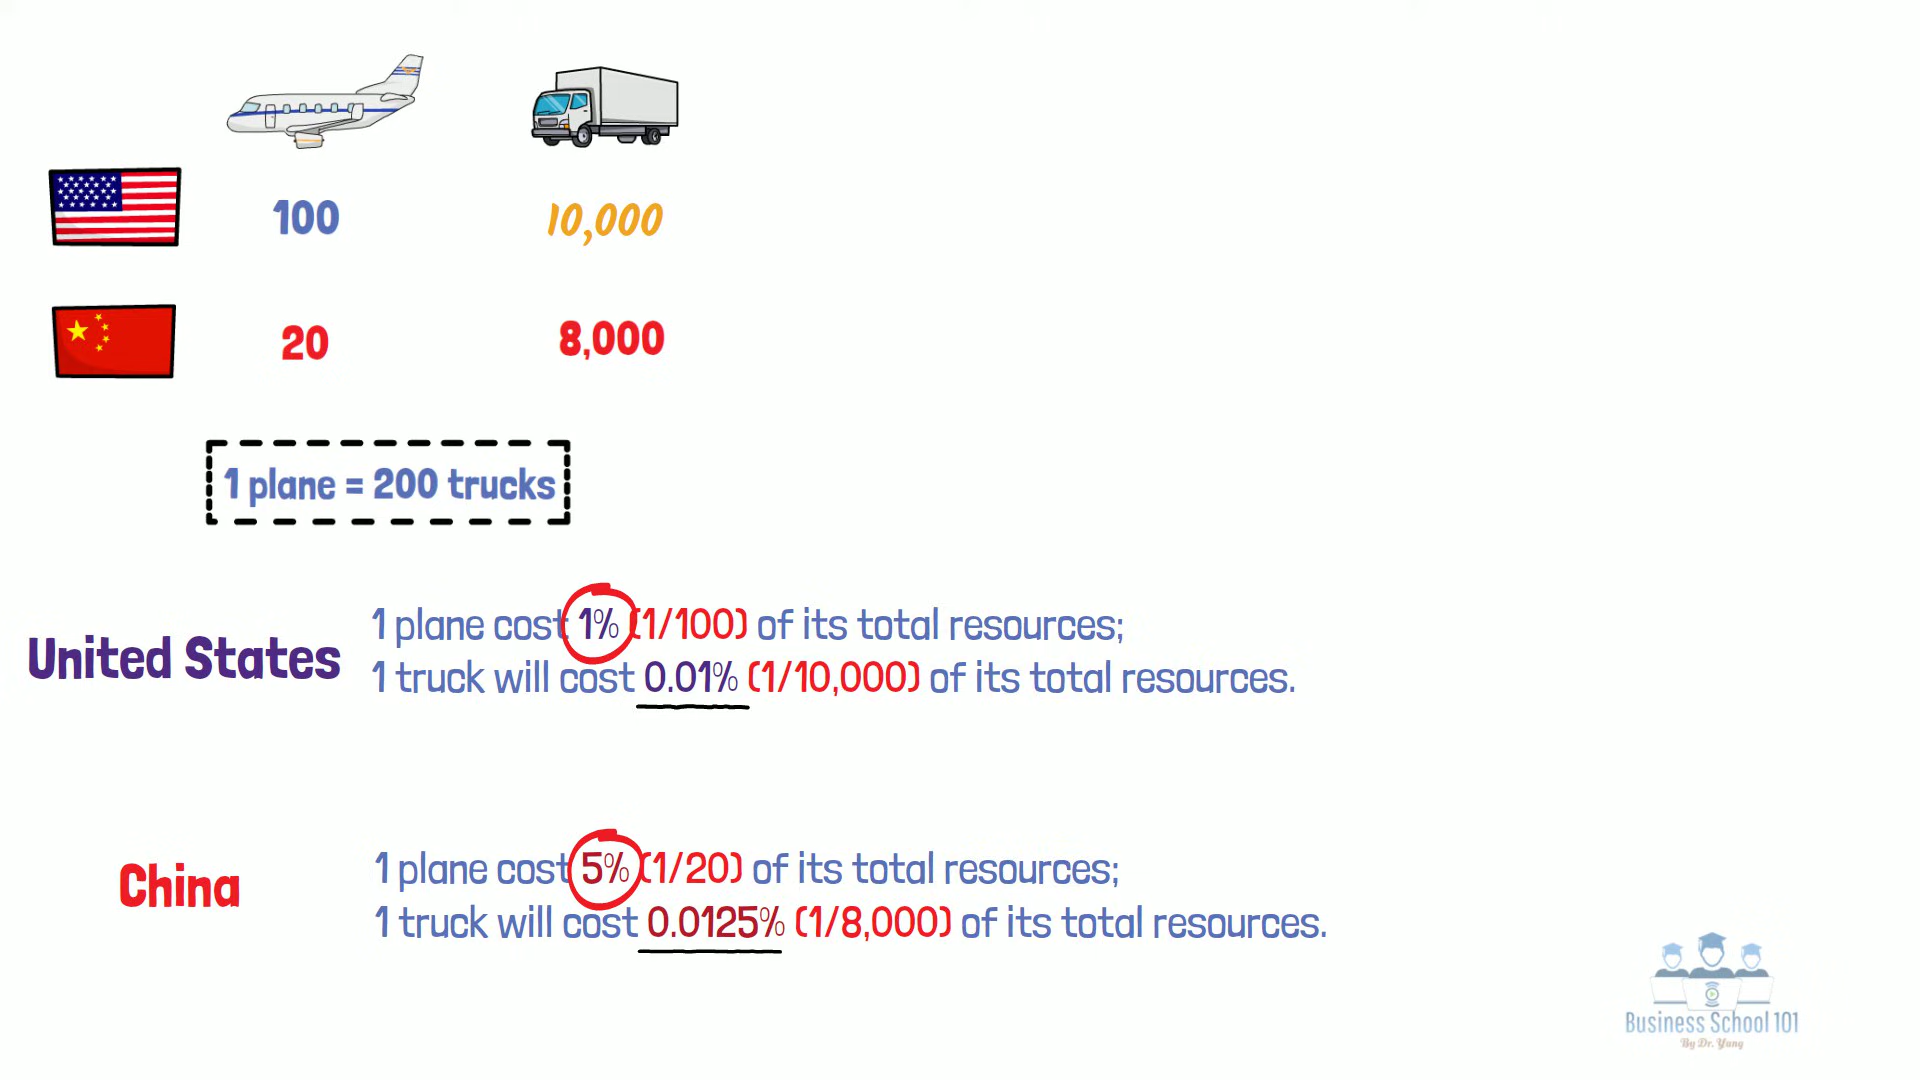 100 10,000
20 8,000
1 plane = 200 trucks
United States
1 plane cost 1% (1/100) of its total resources;
1 truck will cost 0.01% (1/10,000) of its total resources.
China
1 plane cost 5% (1/20) of its total resources;
1 truck will cost 0.0125% (1/8,000) of its total resources.
Business School 101
By Dr. Yang